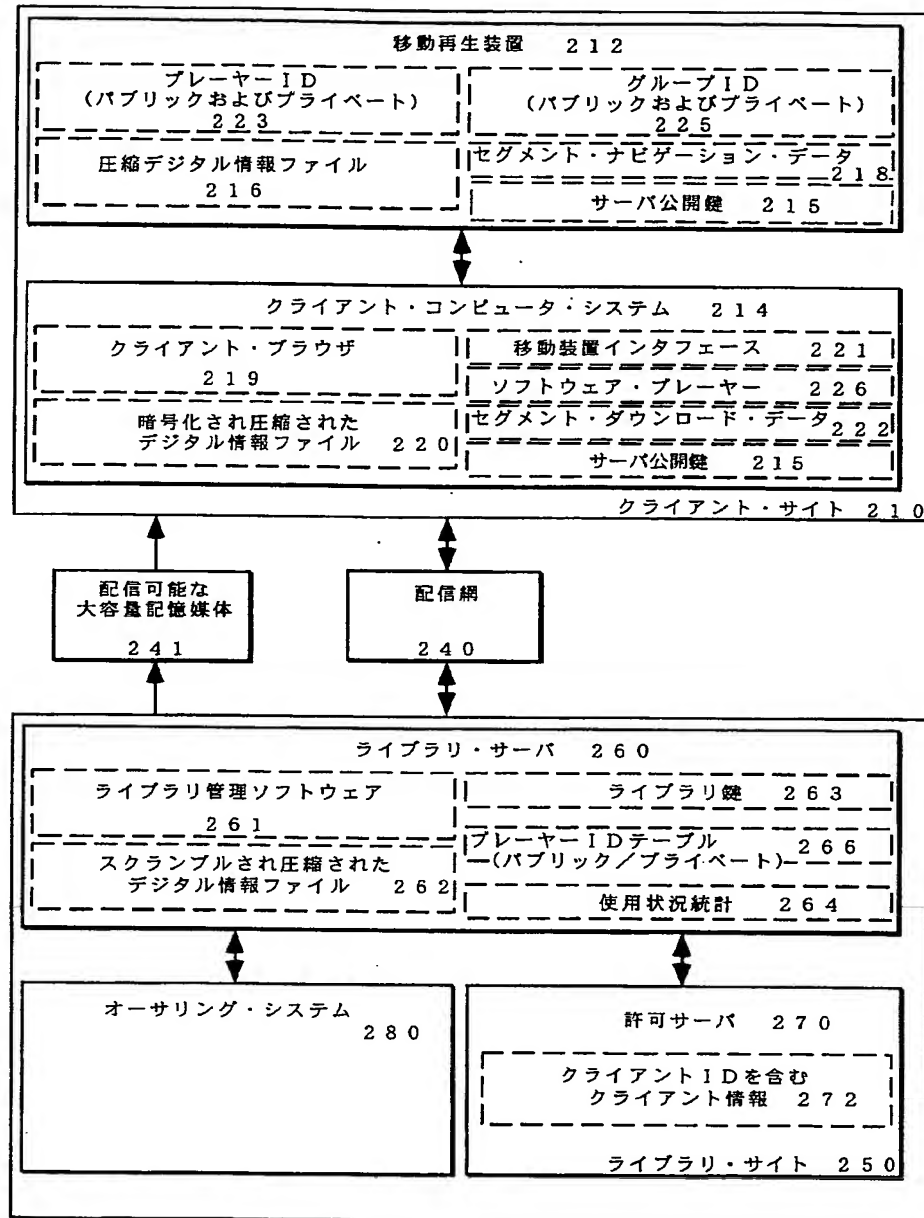 移動再生装置 212
プレーヤーID
(パブリックおよびプライベート)
223
グループID
(パブリックおよびプライベート)
225
圧縮デジタル情報ファイル
216
セグメント・ナビゲーション・データ
218
サーバ公開鍵 215
クライアント・コンピュータ・システム 214
クライアント・ブラウザ
219
移動装置インタフェース 221
ソフトウェア・プレーヤー 226
暗号化され圧縮された
デジタル情報ファイル 220
セグメント・ダウンロード・データ 222
サーバ公開鍵 215
クライアント・サイト 210
配信可能な
大容量記憶媒体
241
配信網
240
ライブラリ・サーバ 260
ライブラリ管理ソフトウェア
261
ライブラリ鍵 263
プレーヤーIDテーブル
(パブリック/プライベート) 266
スクランブルされ圧縮された
デジタル情報ファイル 262
使用状況統計 264
オーサリング・システム
280
許可サーバ 270
クライアントIDを含む
クライアント情報 272
ライブラリ・サイト 250